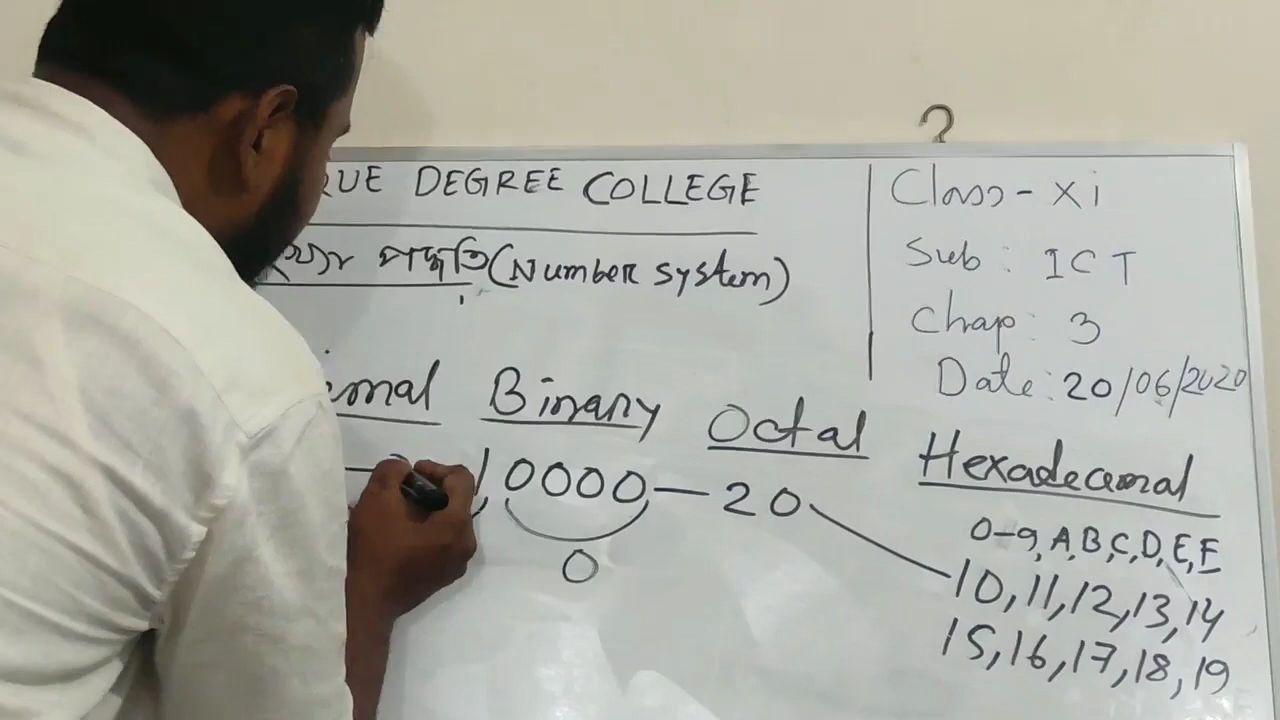 RUE DEGREE COLLEGE
পদ্ধতি (Number system)
Class - xi
Sub: ICT
Chap: 3
Date: 20/06/2020
mal Binary Octal Hexadecimal
10000 — 20
0
0-9, A, B, C, D, E, F
10, 11, 12, 13, 14
15, 16, 17, 18, 19